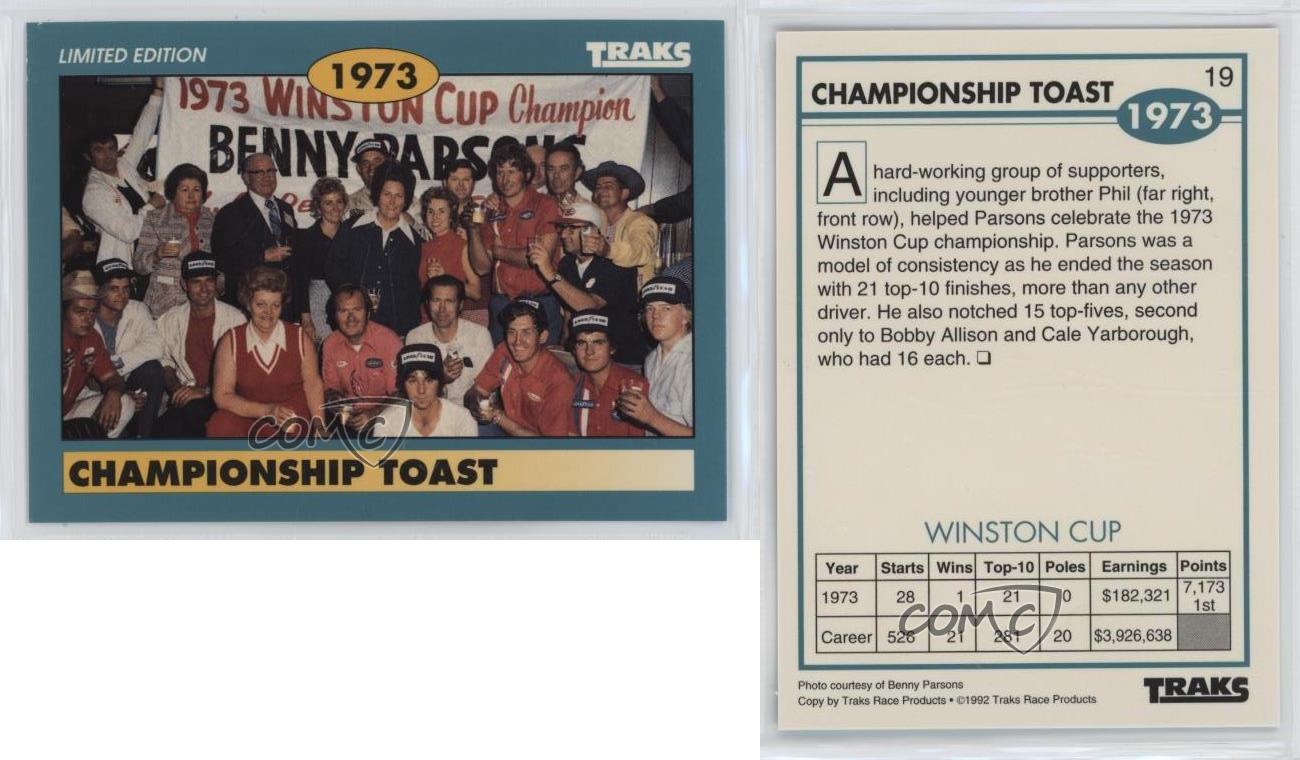 LIMITED EDITION
TRAKS
1973
1973 WINSTON CUP Champion
BENNY PARSONS
CHAMPIONSHIP TOAST
COMC
CHAMPIONSHIP TOAST
19
1973
A hard-working group of supporters,
including younger brother Phil (far right,
front row), helped Parsons celebrate the 1973
Winston Cup championship. Parsons was a
model of consistency as he ended the season
with 21 top-10 finishes, more than any other
driver. He also notched 15 top-fives, second
only to Bobby Allison and Cale Yarborough,
who had 16 each. ❑
WINSTON CUP
Year Starts Wins Top-10 Poles Earnings Points
1973 28 1 21 0 $182,321 7,173 1st
Career 526 21 281 20 $3,926,638
COMC
Photo courtesy of Benny Parsons
Copy by Traks Race Products • ©1992 Traks Race Products
TRAKS